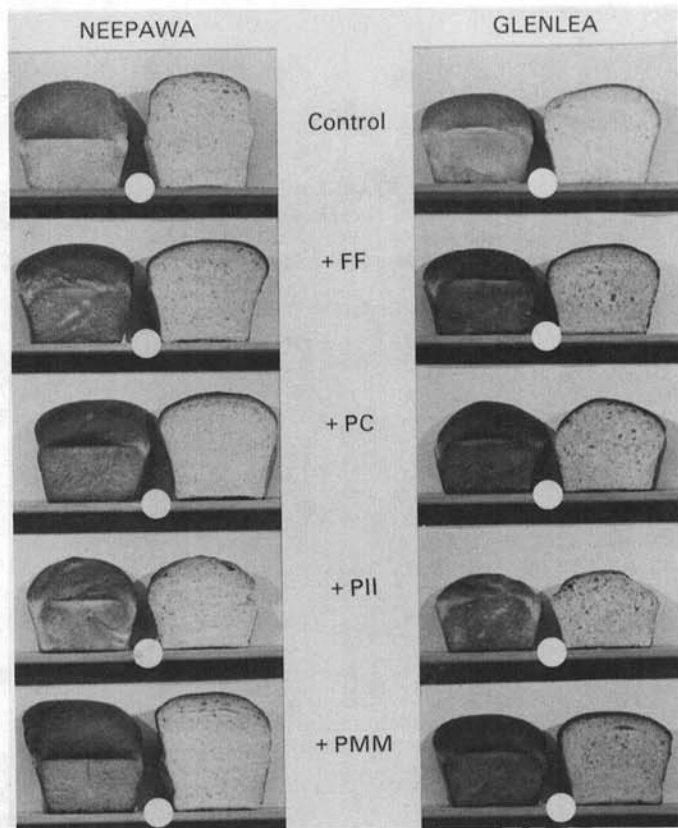 NEEPAWA
GLENLEA
Control
+ FF
+ PC
+ PII
+ PMM